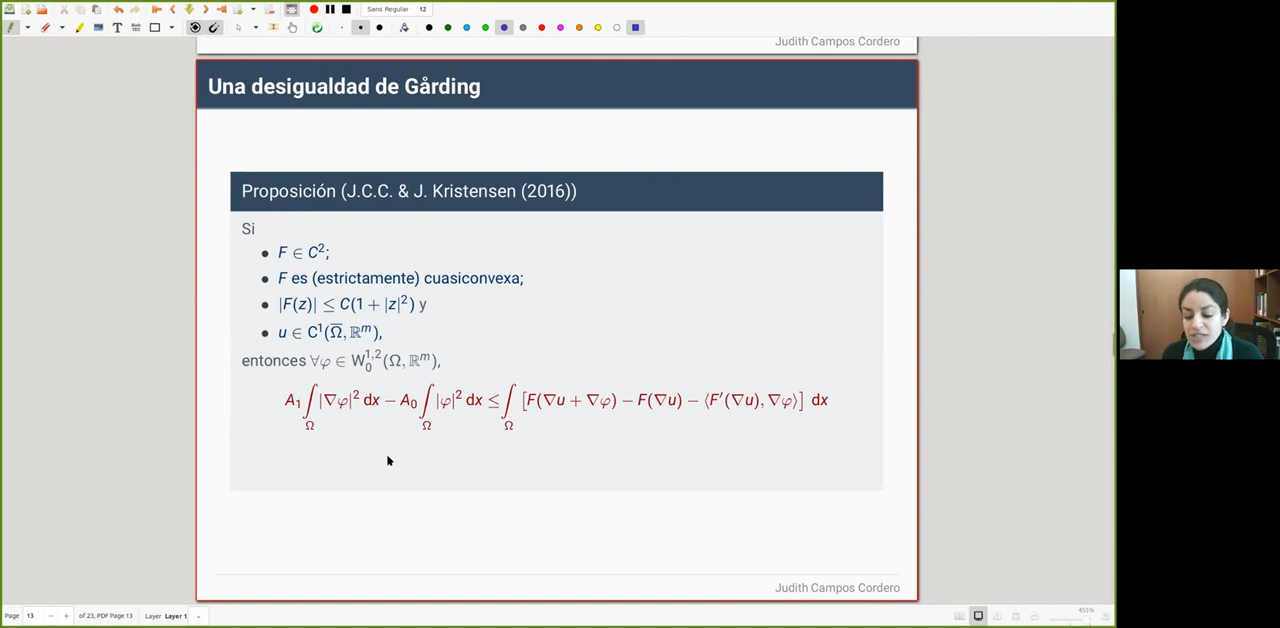 Sans Regular 12
Judith Campos Cordero
Una desigualdad de Gårding
Proposición (J.C.C. & J. Kristensen (2016))
Si
• F ∈ C²;
• F es (estrictamente) cuasiconvexa;
• |F(z)| ≤ C(1 + |z|²) y
• u ∈ C¹(Ω̅, ℝᵐ),
entonces ∀φ ∈ W₀¹,²(Ω, ℝᵐ),
A₁ ∫_Ω |∇φ|² dx − A₀ ∫_Ω |φ|² dx ≤ ∫_Ω [F(∇u + ∇φ) − F(∇u) − ⟨F′(∇u), ∇φ⟩] dx
Judith Campos Cordero
Page 13 − + of 23, PDF Page 13 Layer Layer 1 455%